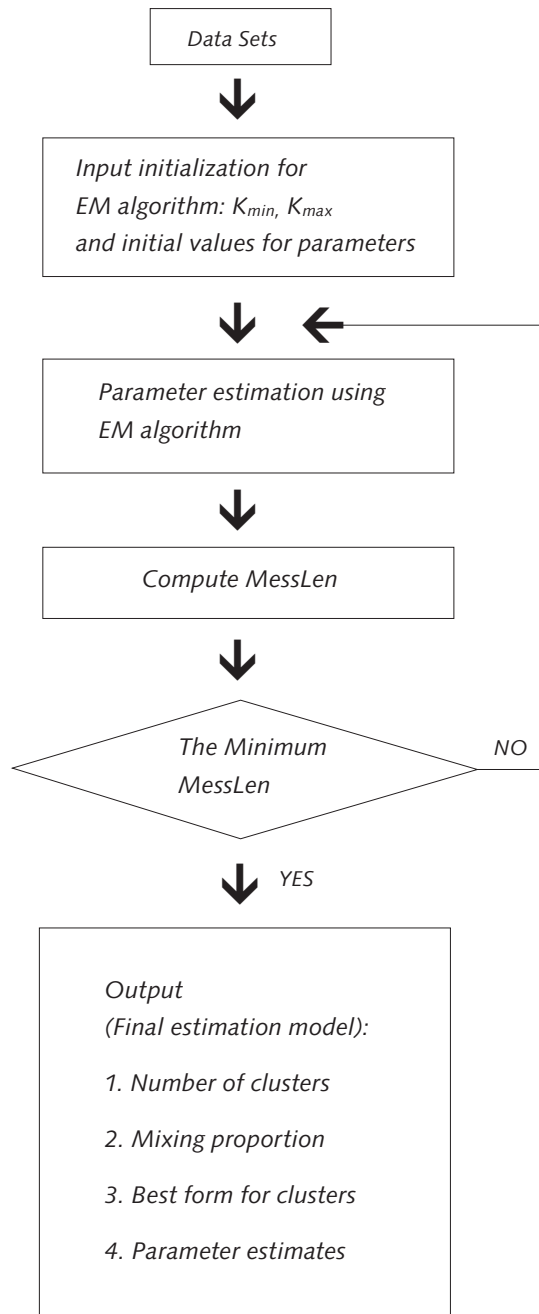 Data Sets
Input initialization for
EM algorithm: Kmin, Kmax
and initial values for parameters
Parameter estimation using
EM algorithm
Compute MessLen
The Minimum
MessLen
NO
YES
Output
(Final estimation model):
1. Number of clusters
2. Mixing proportion
3. Best form for clusters
4. Parameter estimates